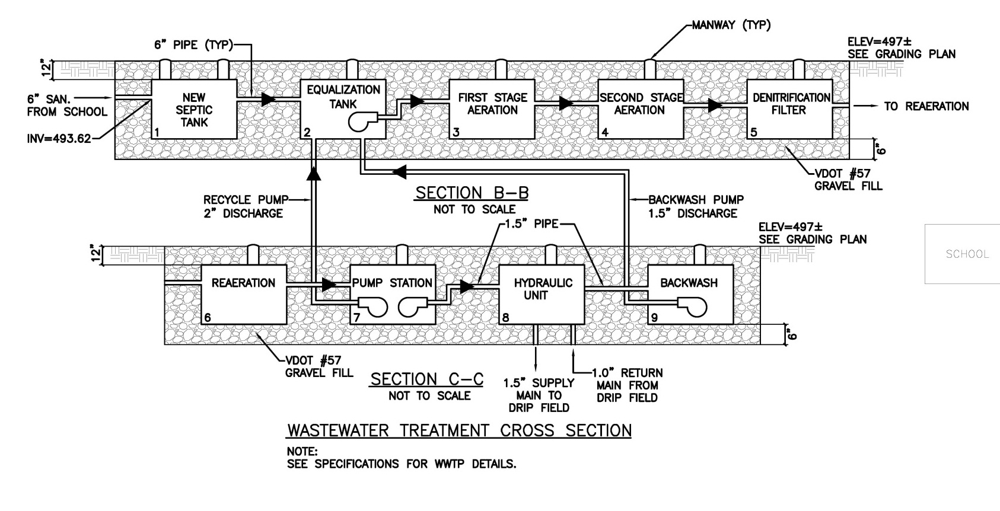 MANWAY (TYP)
6" PIPE (TYP)
ELEV=497±
SEE GRADING PLAN
12"
6" SAN.
FROM SCHOOL
INV=493.62
NEW
SEPTIC
TANK
1
EQUALIZATION
TANK
2
FIRST STAGE
AERATION
3
SECOND STAGE
AERATION
4
DENITRIFICATION
FILTER
5
TO REAERATION
6"
VDOT #57
GRAVEL FILL
RECYCLE PUMP
2" DISCHARGE
SECTION B-B
NOT TO SCALE
BACKWASH PUMP
1.5" DISCHARGE
1.5" PIPE
ELEV=497±
SEE GRADING PLAN
12"
REAERATION
6
PUMP STATION
7
HYDRAULIC
UNIT
8
BACKWASH
9
SCHOOL
6"
VDOT #57
GRAVEL FILL
SECTION C-C
NOT TO SCALE
1.5" SUPPLY
MAIN TO
DRIP FIELD
1.0" RETURN
MAIN FROM
DRIP FIELD
WASTEWATER TREATMENT CROSS SECTION
NOTE:
SEE SPECIFICATIONS FOR WWTP DETAILS.